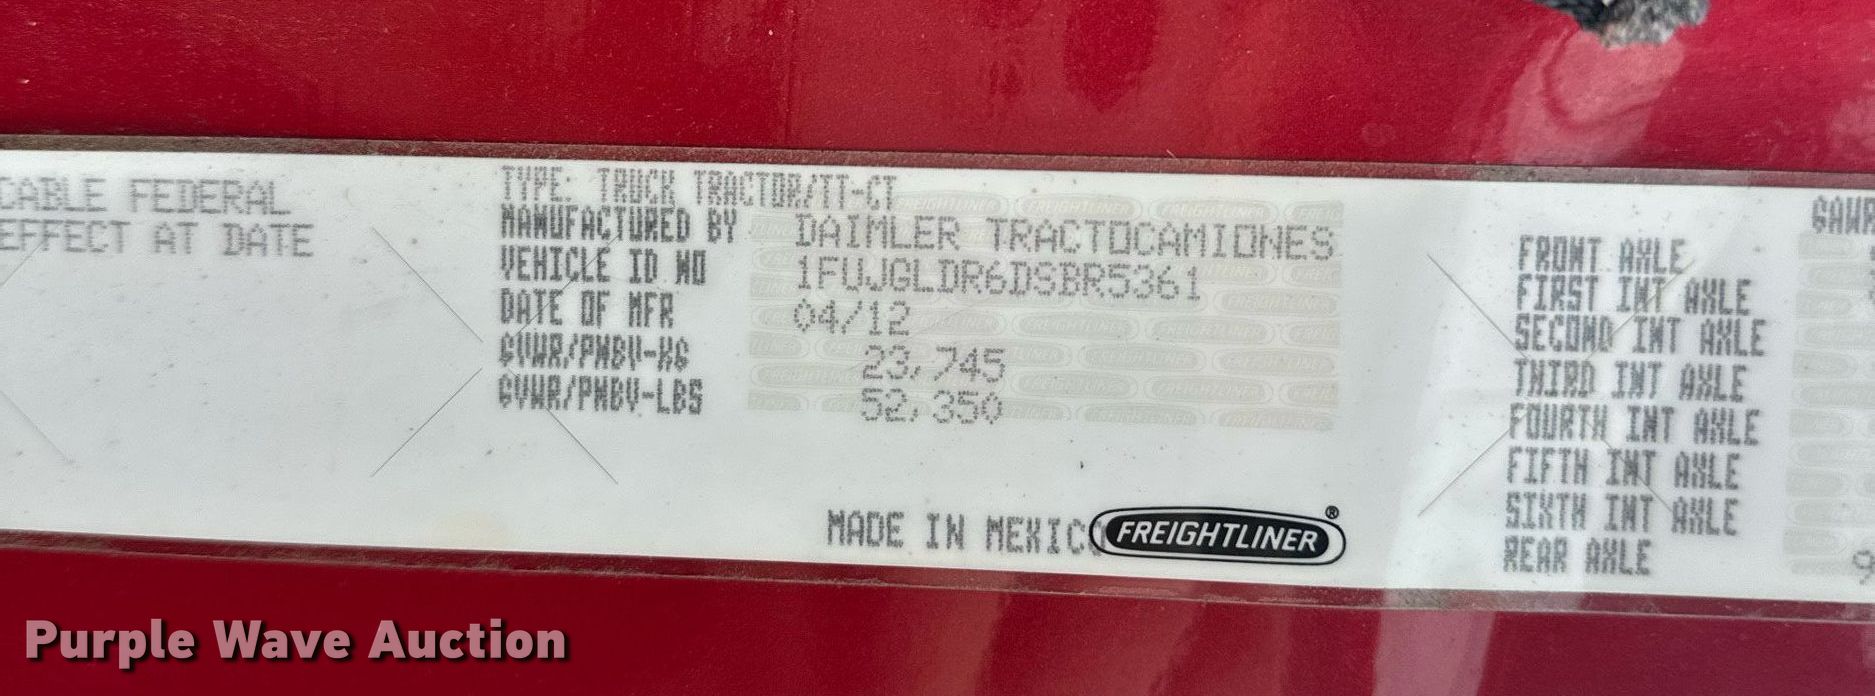 CABLE FEDERAL
EFFECT AT DATE
TYPE: TRUCK TRACTOR/TT-CT
MANUFACTURED BY DAIMLER TRACTOCAMIONES
VEHICLE ID NO 1FUJGLDR6DSBR5361
DATE OF MFR 04/12
GVWR/PNBV-KG 23,745
GVWR/PNBV-LBS 52,350
MADE IN MEXICO
FREIGHTLINER®
GAWR
FRONT AXLE
FIRST INT AXLE
SECOND INT AXLE
THIRD INT AXLE
FOURTH INT AXLE
FIFTH INT AXLE
SIXTH INT AXLE
REAR AXLE 9
Purple Wave Auction